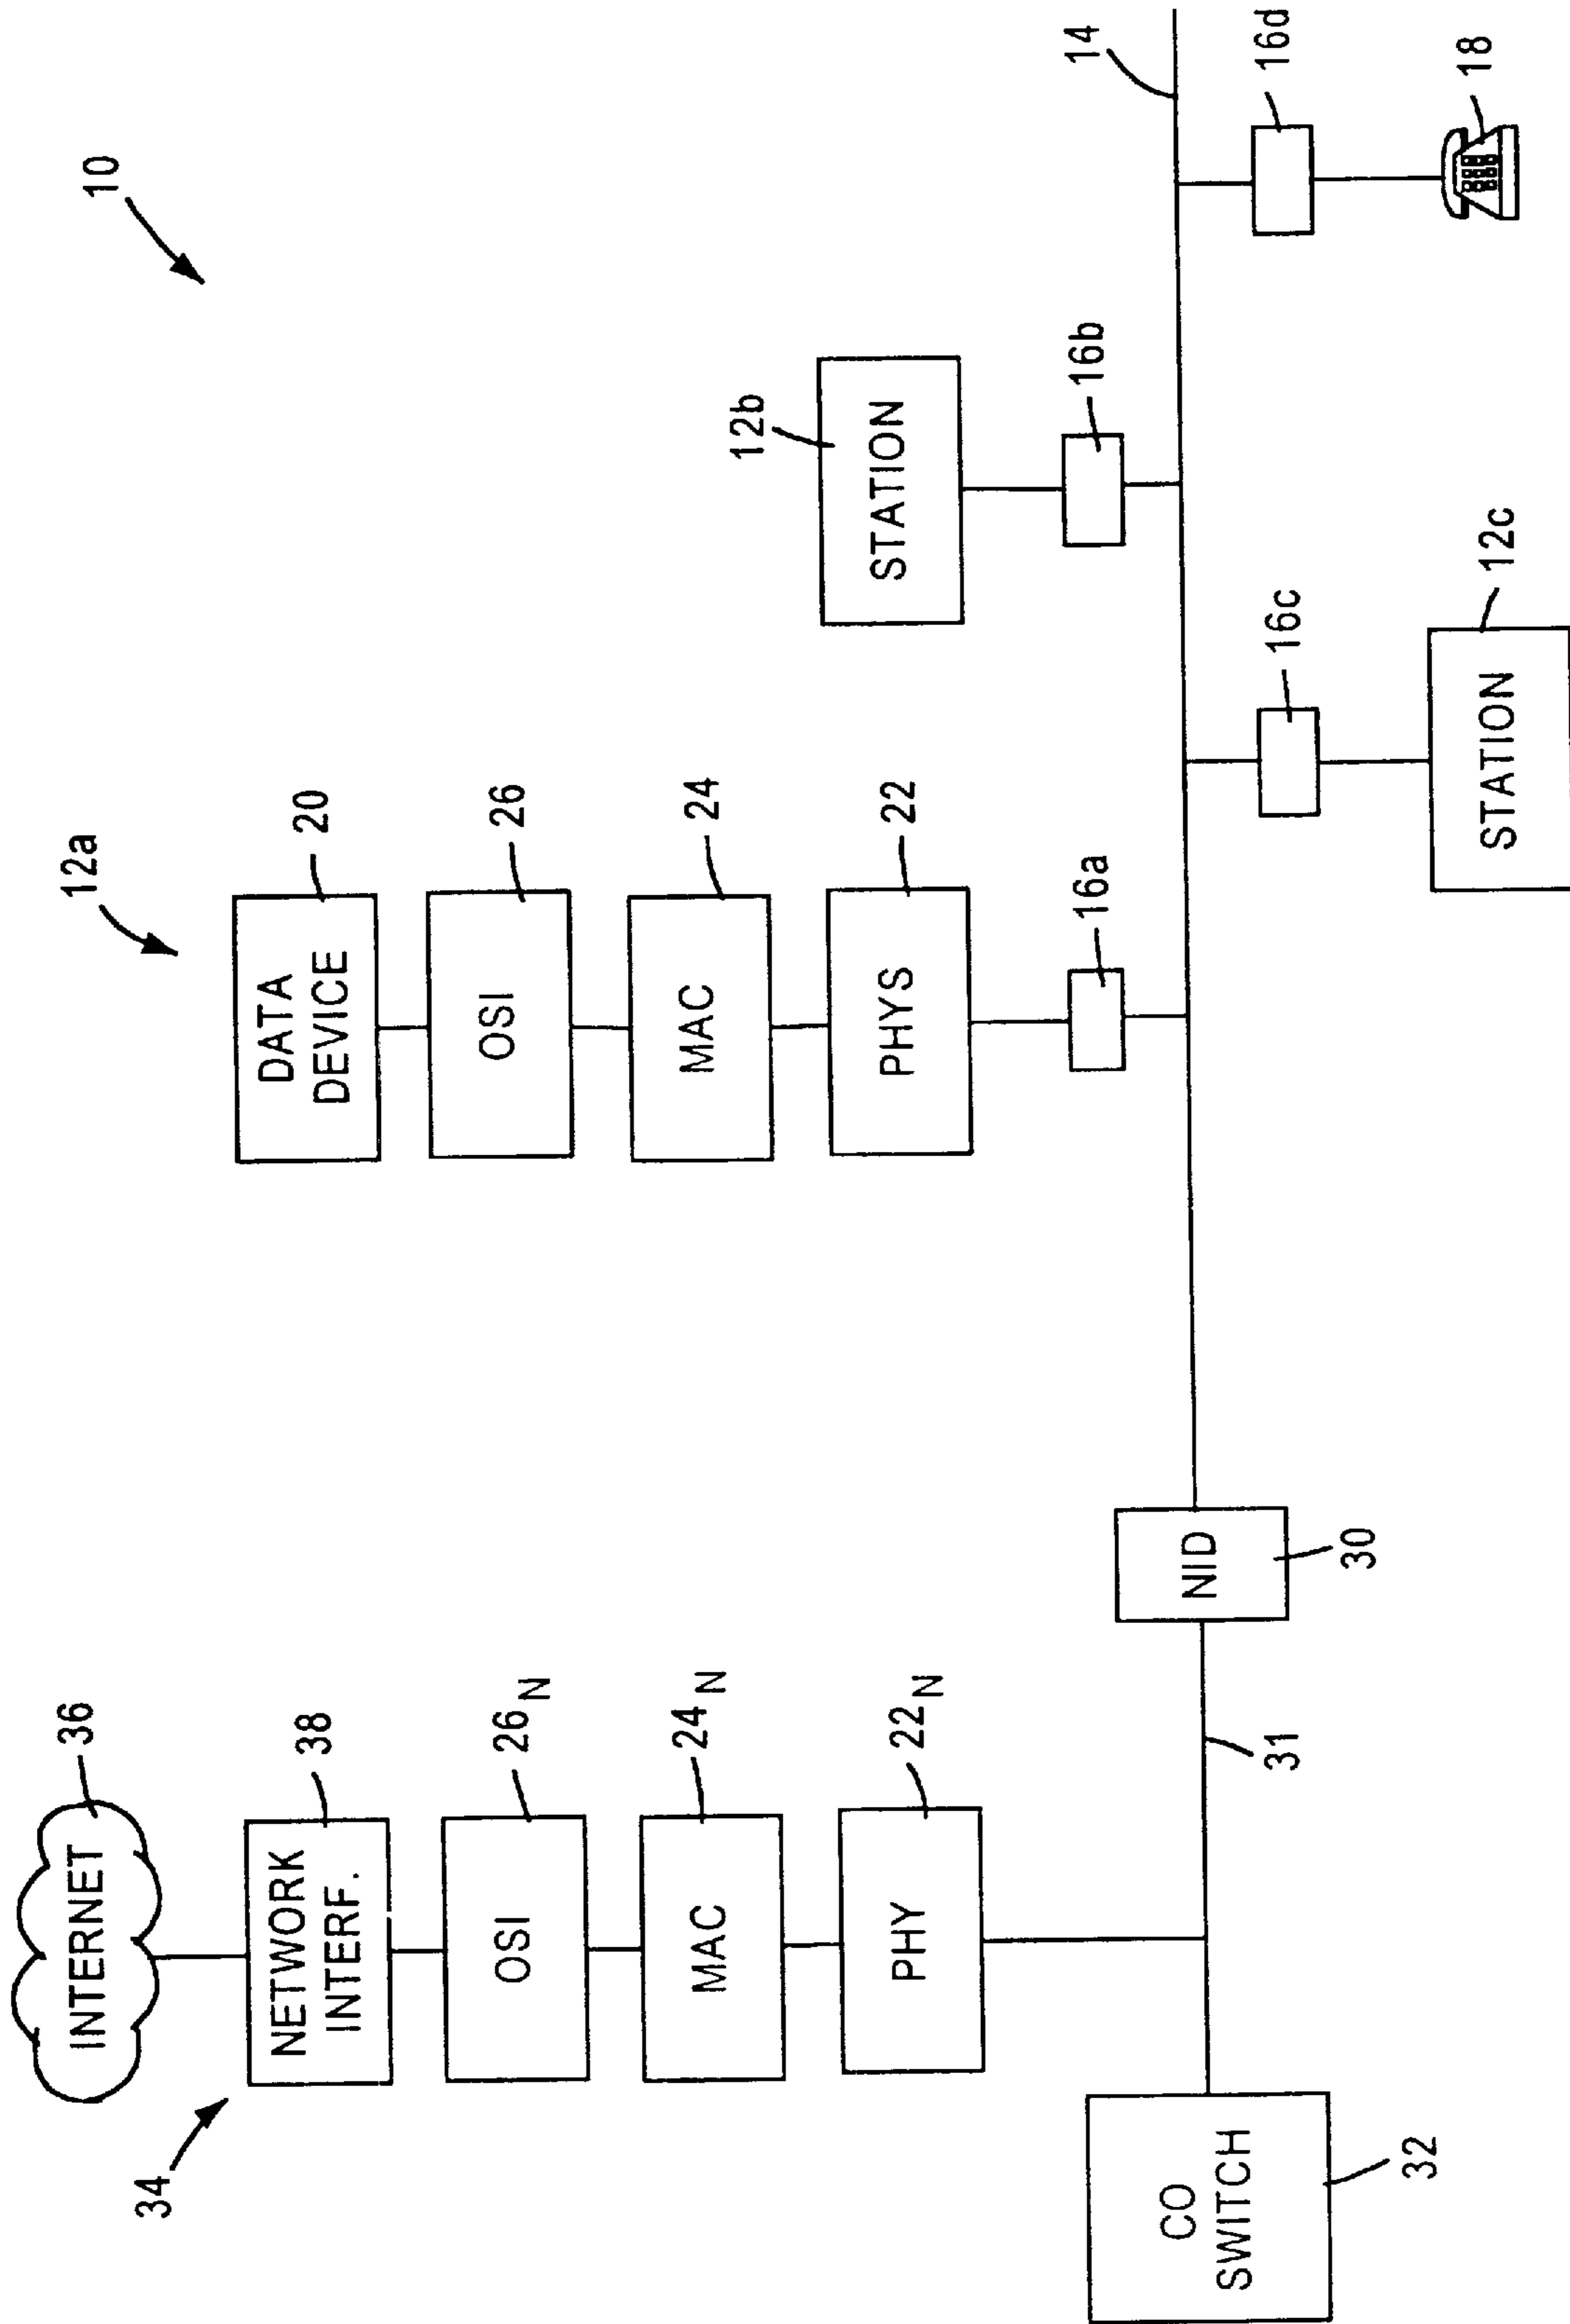 10
INTERNET
36
34
NETWORK
INTERF.
38
OSI
26N
MAC
24N
PHY
22N
12a
DATA
DEVICE
20
OSI
26
MAC
24
PHYS
22
16a
12b
STATION
16b
14
CO
SWITCH
32
31
NID
30
16c
STATION
12c
16d
18